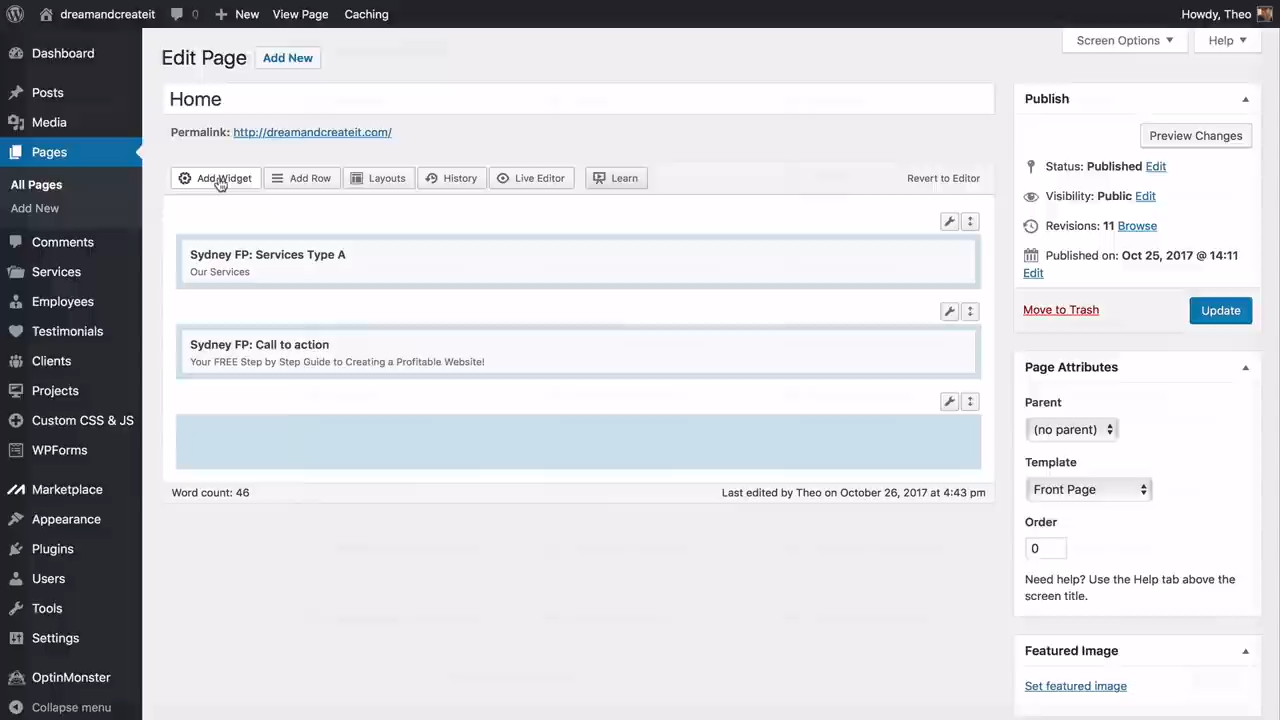 dreamandcreateit 0 New View Page Caching Howdy, Theo
Screen Options Help
Dashboard
Posts
Media
Pages
All Pages
Add New
Comments
Services
Employees
Testimonials
Clients
Projects
Custom CSS & JS
WPForms
Marketplace
Appearance
Plugins
Users
Tools
Settings
OptinMonster
Collapse menu
Edit Page Add New
Home
Permalink: http://dreamandcreateit.com/
Add Widget Add Row Layouts History Live Editor Learn Revert to Editor
Sydney FP: Services Type A
Our Services
Sydney FP: Call to action
Your FREE Step by Step Guide to Creating a Profitable Website!
Word count: 46 Last edited by Theo on October 26, 2017 at 4:43 pm
Publish
Preview Changes
Status: Published Edit
Visibility: Public Edit
Revisions: 11 Browse
Published on: Oct 25, 2017 @ 14:11
Edit
Move to Trash Update
Page Attributes
Parent
(no parent)
Template
Front Page
Order
0
Need help? Use the Help tab above the
screen title.
Featured Image
Set featured image